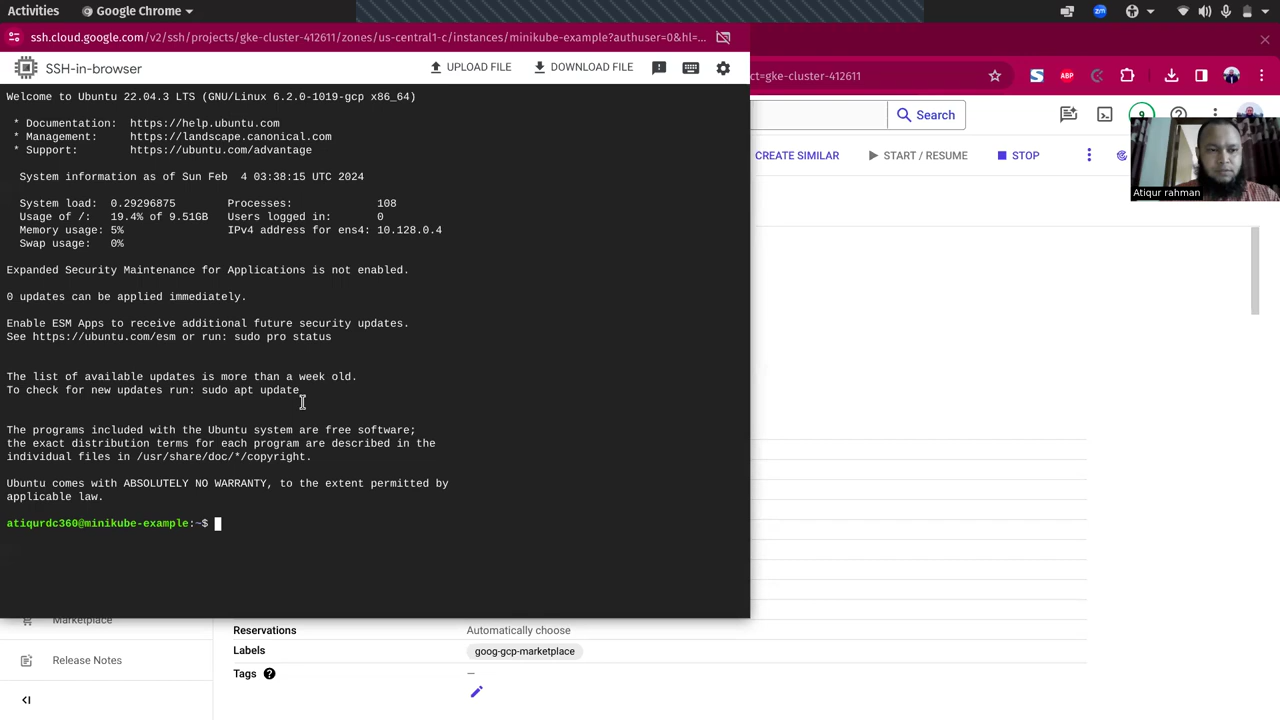 Activities
Google Chrome
zm
ssh.cloud.google.com/v2/ssh/projects/gke-cluster-412611/zones/us-central1-c/instances/minikube-example?authuser=0&hl=...
SSH-in-browser
UPLOAD FILE
DOWNLOAD FILE
ct=gke-cluster-412611
S
ABP
Search
9
CREATE SIMILAR
START / RESUME
STOP
Atiqur rahman
Welcome to Ubuntu 22.04.3 LTS (GNU/Linux 6.2.0-1019-gcp x86_64)
* Documentation: https://help.ubuntu.com
* Management: https://landscape.canonical.com
* Support: https://ubuntu.com/advantage
System information as of Sun Feb 4 03:38:15 UTC 2024
System load: 0.29296875 Processes: 108
Usage of /: 19.4% of 9.51GB Users logged in: 0
Memory usage: 5% IPv4 address for ens4: 10.128.0.4
Swap usage: 0%
Expanded Security Maintenance for Applications is not enabled.
0 updates can be applied immediately.
Enable ESM Apps to receive additional future security updates.
See https://ubuntu.com/esm or run: sudo pro status
The list of available updates is more than a week old.
To check for new updates run: sudo apt update
The programs included with the Ubuntu system are free software;
the exact distribution terms for each program are described in the
individual files in /usr/share/doc/*/copyright.
Ubuntu comes with ABSOLUTELY NO WARRANTY, to the extent permitted by
applicable law.
atiqurdc360@minikube-example:~$
Marketplace
Release Notes
Reservations Automatically choose
Labels goog-gcp-marketplace
Tags —